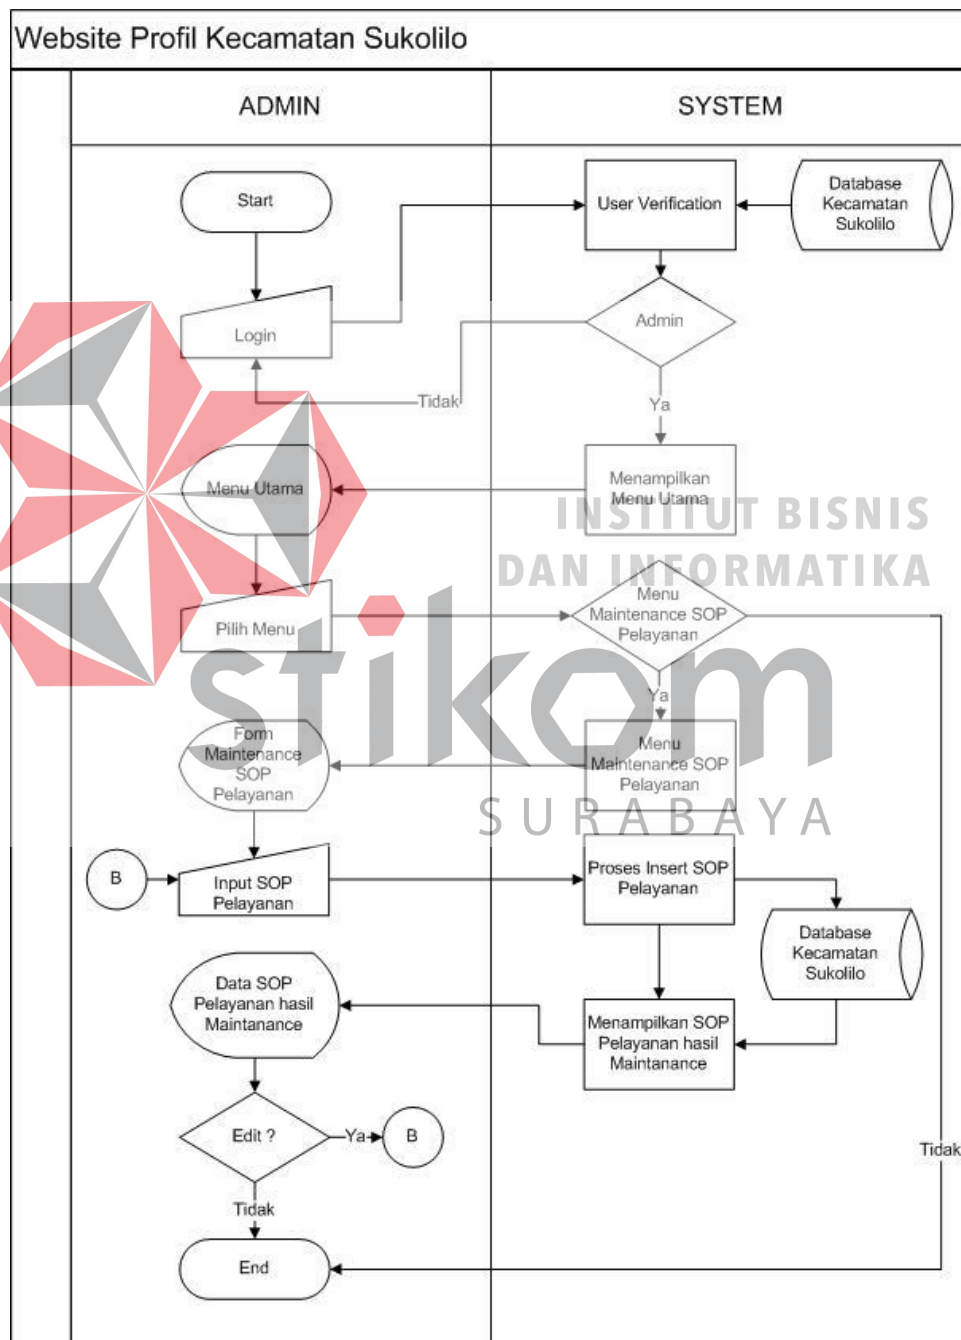 Website Profil Kecamatan Sukolilo
ADMIN
SYSTEM
Start
User Verification
Database
Kecamatan
Sukolilo
Login
Admin
Tidak
Ya
Menu Utama
Menampilkan
Menu Utama
INSTITUT BISNIS
DAN INFORMATIKA
Pilih Menu
Menu
Maintenance SOP
Pelayanan
stikom
Ya
Form
Maintenance
SOP
Pelayanan
Menu
Maintenance SOP
Pelayanan
SURABAYA
B
Input SOP
Pelayanan
Proses Insert SOP
Pelayanan
Database
Kecamatan
Sukolilo
Data SOP
Pelayanan hasil
Maintanance
Menampilkan SOP
Pelayanan hasil
Maintanance
Edit ?
Ya
B
Tidak
Tidak
End